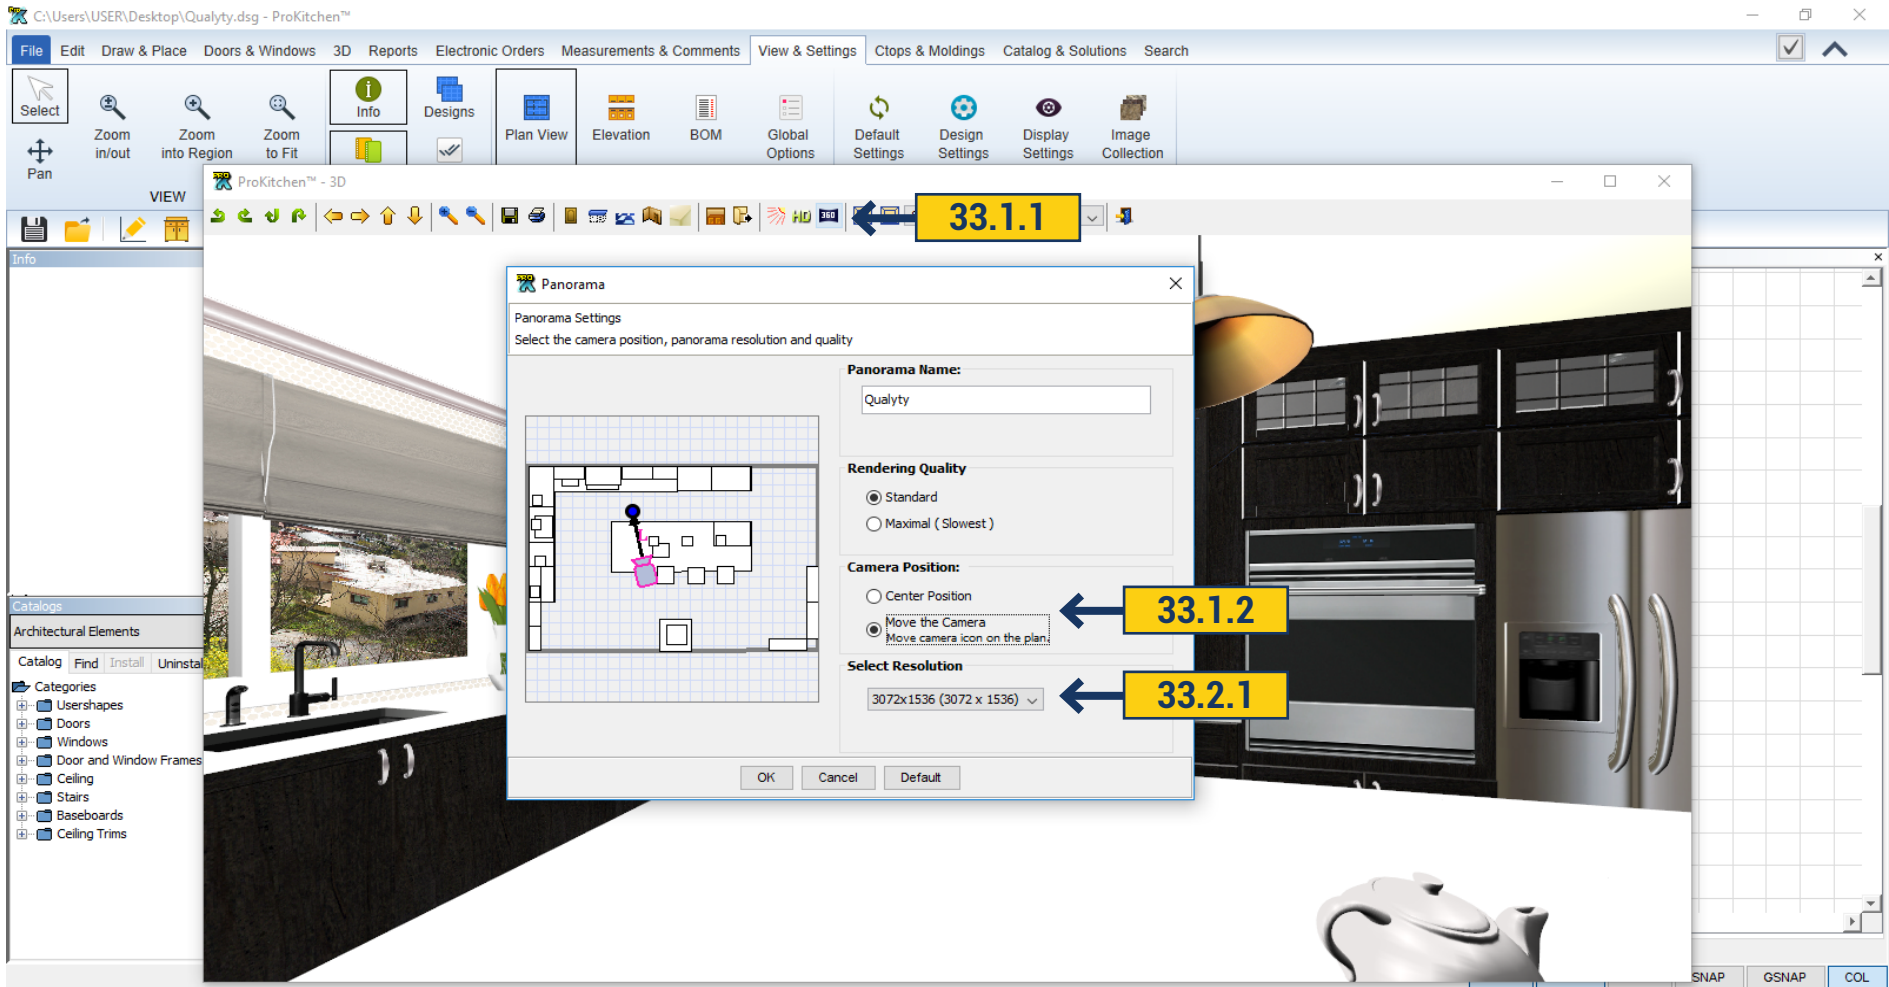 C:\Users\USER\Desktop\Qualyty.dsg - ProKitchen™
File Edit Draw & Place Doors & Windows 3D Reports Electronic Orders Measurements & Comments View & Settings Ctops & Moldings Catalog & Solutions Search
Select
Pan
Zoom
in/out
Zoom
into Region
Zoom
to Fit
VIEW
Info
Designs
Plan View
Elevation
BOM
Global
Options
Default
Settings
Design
Settings
Display
Settings
Image
Collection
ProKitchen™ - 3D
HD 360
33.1.1
Info
Panorama
Panorama Settings
Select the camera position, panorama resolution and quality
Panorama Name:
Qualyty
Rendering Quality
Standard
Maximal ( Slowest )
Camera Position:
Center Position
Move the Camera
Move camera icon on the plan.
33.1.2
Select Resolution
3072x1536 (3072 x 1536)
33.2.1
OK Cancel Default
Catalogs
Architectural Elements
Catalog Find Install Uninstal
Categories
Usershapes
Doors
Windows
Door and Window Frames
Ceiling
Stairs
Baseboards
Ceiling Trims
SNAP GSNAP COL